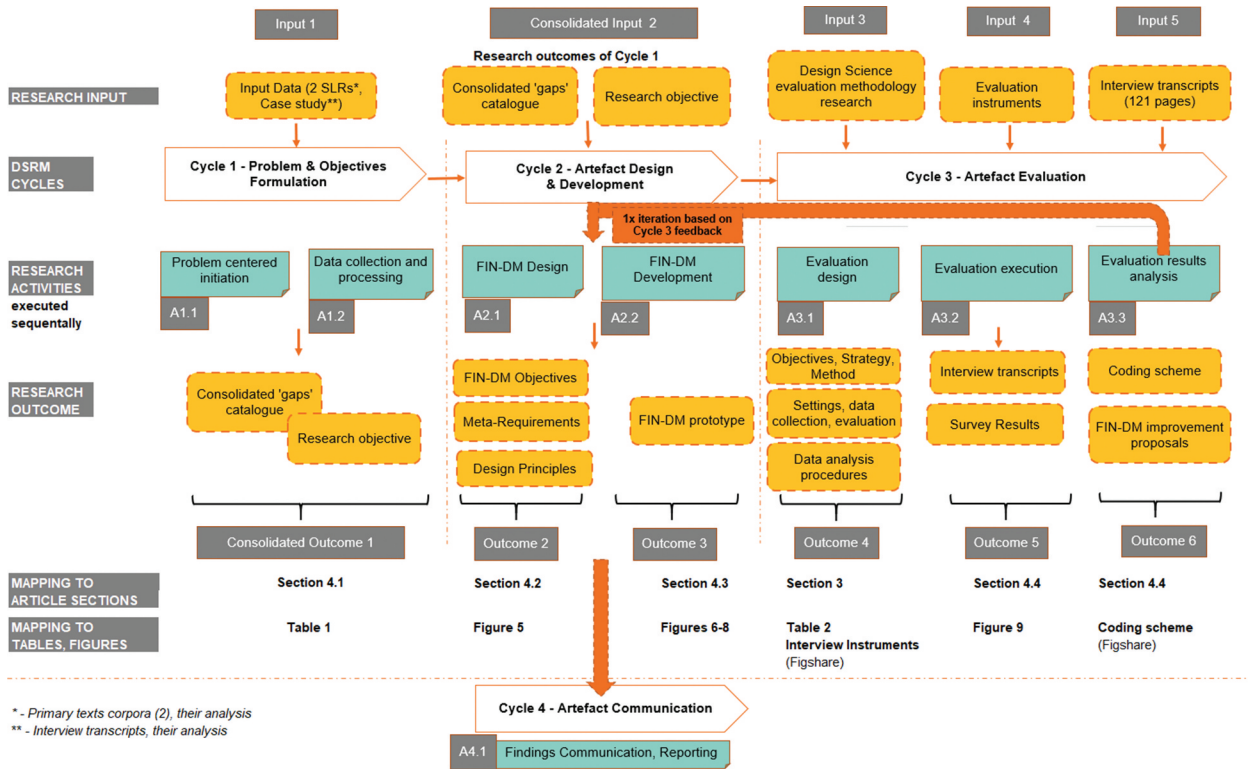 Input 1
Consolidated Input 2
Input 3
Input 4
Input 5
Research outcomes of Cycle 1
RESEARCH INPUT
Input Data (2 SLRs*,
Case study**)
Consolidated 'gaps'
catalogue
Research objective
Design Science
evaluation methodology
research
Evaluation
instruments
Interview transcripts
(121 pages)
DSRM
CYCLES
Cycle 1 - Problem & Objectives
Formulation
Cycle 2 - Artefact Design
& Development
Cycle 3 - Artefact Evaluation
1x iteration based on
Cycle 3 feedback
RESEARCH
ACTIVITIES
executed
sequentially
Problem centered
initiation
A1.1
Data collection and
processing
A1.2
FIN-DM Design
A2.1
FIN-DM
Development
A2.2
Evaluation
design
A3.1
Evaluation execution
A3.2
Evaluation results
analysis
A3.3
RESEARCH
OUTCOME
Consolidated 'gaps'
catalogue
Research objective
FIN-DM Objectives
Meta-Requirements
Design Principles
FIN-DM prototype
Objectives, Strategy,
Method
Settings, data
collection, evaluation
Data analysis
procedures
Interview transcripts
Survey Results
Coding scheme
FIN-DM improvement
proposals
Consolidated Outcome 1
Outcome 2
Outcome 3
Outcome 4
Outcome 5
Outcome 6
MAPPING TO
ARTICLE SECTIONS
Section 4.1
Section 4.2
Section 4.3
Section 3
Section 4.4
Section 4.4
MAPPING TO
TABLES, FIGURES
Table 1
Figure 5
Figures 6-8
Table 2
Interview Instruments
(Figshare)
Figure 9
Coding scheme
(Figshare)
* - Primary texts corpora (2), their analysis
** - Interview transcripts, their analysis
Cycle 4 - Artefact Communication
A4.1
Findings Communication, Reporting